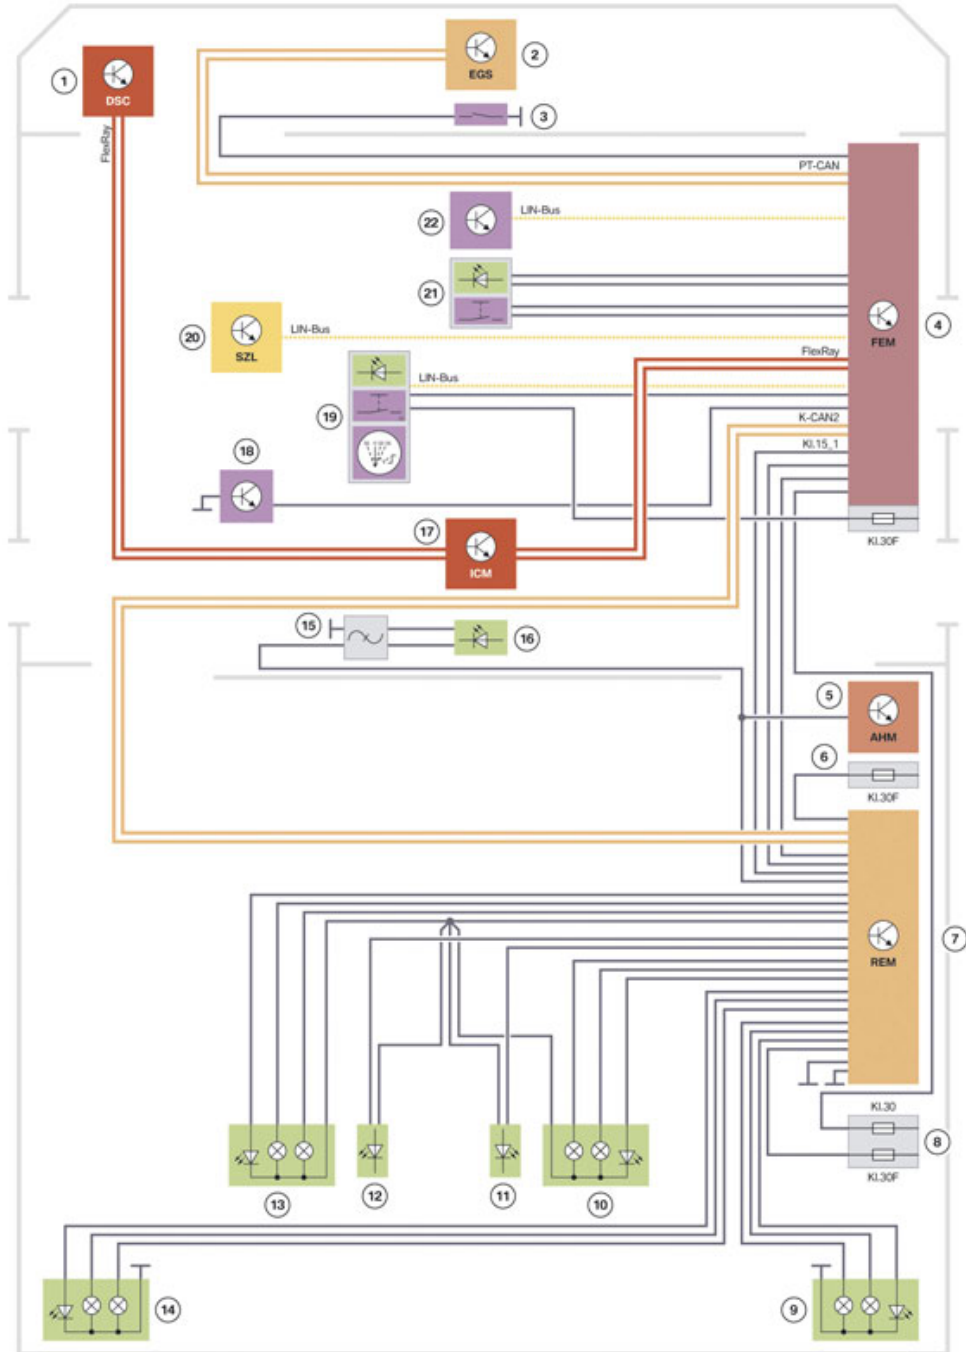 1
DSC
FlexRay
EGS
2
3
PT-CAN
22
LIN-Bus
21
20
SZL
LIN-Bus
FEM
4
FlexRay
LIN-Bus
19
K-CAN2
Kl.15_1
18
17
ICM
Kl.30F
15
16
5
AHM
6
Kl.30F
REM
7
Kl.30
8
Kl.30F
13
12
11
10
14
9